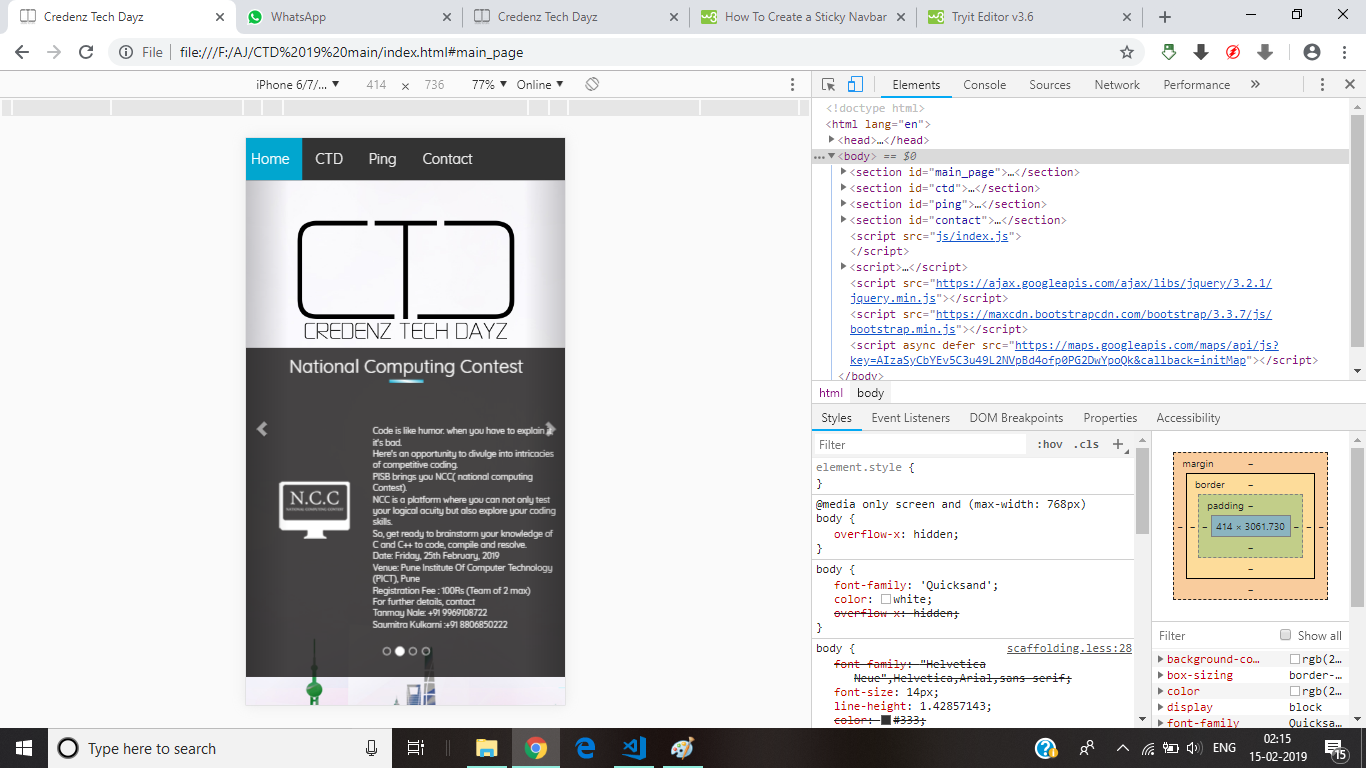 Credenz Tech Dayz
WhatsApp
Credenz Tech Dayz
How To Create a Sticky Navbar
Tryit Editor v3.6
File file:///F:/AJ/CTD%2019%20main/index.html#main_page
iPhone 6/7/... 414 × 736 77% Online
Elements Console Sources Network Performance »
<!doctype html>
<html lang="en">
<head>…</head>
<body> == $0
<section id="main_page">…</section>
<section id="ctd">…</section>
<section id="ping">…</section>
<section id="contact">…</section>
<script src="js/index.js">
</script>
<script>…</script>
<script src="https://ajax.googleapis.com/ajax/libs/jquery/3.2.1/
jquery.min.js"></script>
<script src="https://maxcdn.bootstrapcdn.com/bootstrap/3.3.7/js/
bootstrap.min.js"></script>
<script async defer src="https://maps.googleapis.com/maps/api/js?
key=AIzaSyCbYEv5C3u49L2NVpBd4ofp0PG2DwYpoQk&callback=initMap"></script>
</body>
html body
Styles Event Listeners DOM Breakpoints Properties Accessibility
Filter :hov .cls +
element.style {
}
@media only screen and (max-width: 768px)
body {
overflow-x: hidden;
}
body {
font-family: 'Quicksand';
color: white;
overflow-x: hidden;
}
body { scaffolding.less:28
font-family: "Helvetica
Neue",Helvetica,Arial,sans-serif;
font-size: 14px;
line-height: 1.42857143;
color: #333;
margin –
border –
padding –
414 × 3061.730
Filter Show all
background-co… rgb(2…
box-sizing border-…
color rgb(2…
display block
font-family Quicksa…
Home CTD Ping Contact
CTD
CREDENZ TECH DAYZ
National Computing Contest
N.C.C
NATIONAL COMPUTING CONTEST
Code is like humor. when you have to explain
it's bad.
Here's an opportunity to divulge into intricacies
of competitive coding.
PISB brings you NCC( national computing
Contest).
NCC is a platform where you can not only test
your logical acuity but also explore your coding
skills.
So, get ready to brainstorm your knowledge of
C and C++ to code, compile and resolve.
Date: Friday, 25th February, 2019
Venue: Pune Institute Of Computer Technology
(PICT), Pune
Registration Fee : 100Rs (Team of 2 max)
For further details, contact
Tanmay Nale: +91 9969108722
Saumitra Kulkarni :+91 8806850222
Type here to search
ENG
02:15
15-02-2019
15